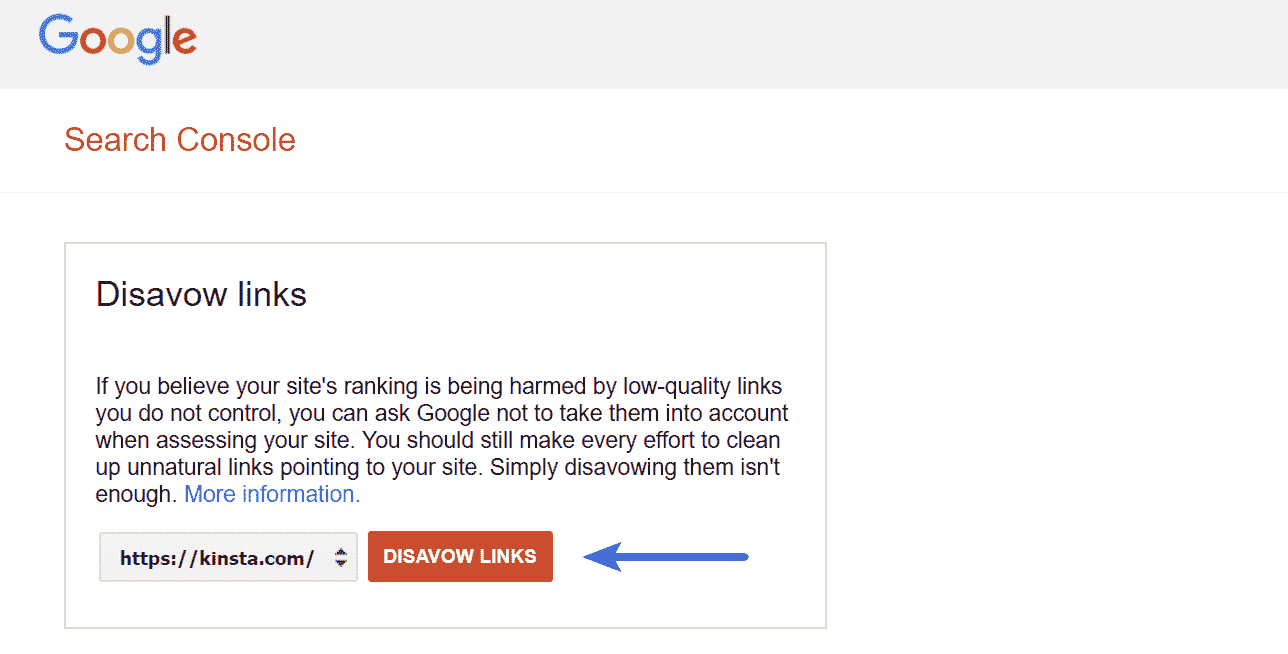 Google
Search Console
Disavow links
If you believe your site's ranking is being harmed by low-quality links
you do not control, you can ask Google not to take them into account
when assessing your site. You should still make every effort to clean
up unnatural links pointing to your site. Simply disavowing them isn't
enough. More information.
https://kinsta.com/ DISAVOW LINKS